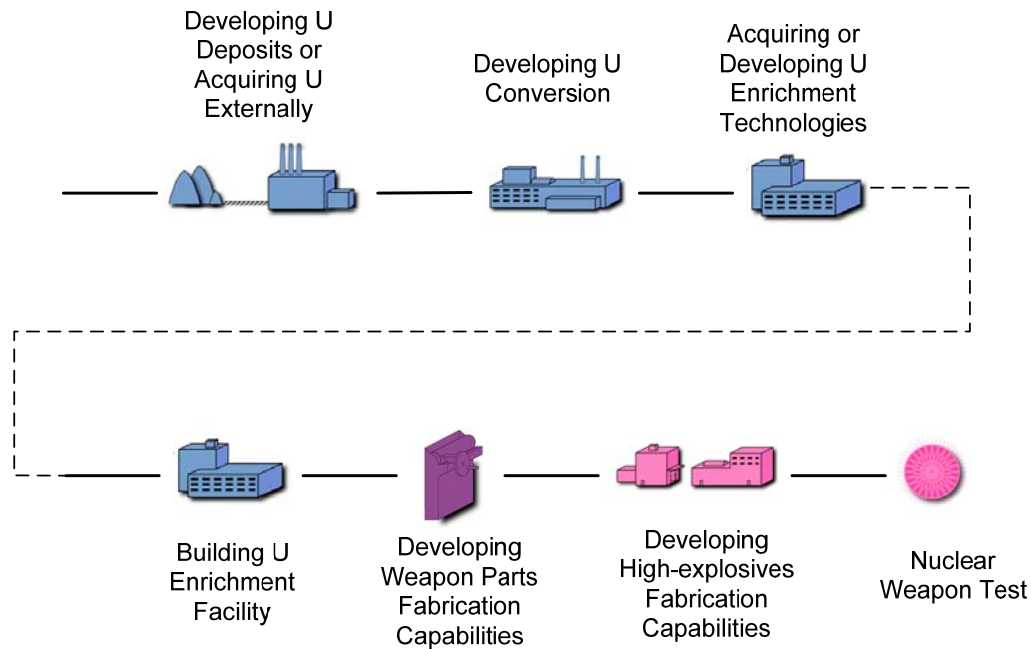 Developing U
Deposits or
Acquiring U
Externally
Developing U
Conversion
Acquiring or
Developing U
Enrichment
Technologies
Building U
Enrichment
Facility
Developing
Weapon Parts
Fabrication
Capabilities
Developing
High-explosives
Fabrication
Capabilities
Nuclear
Weapon Test